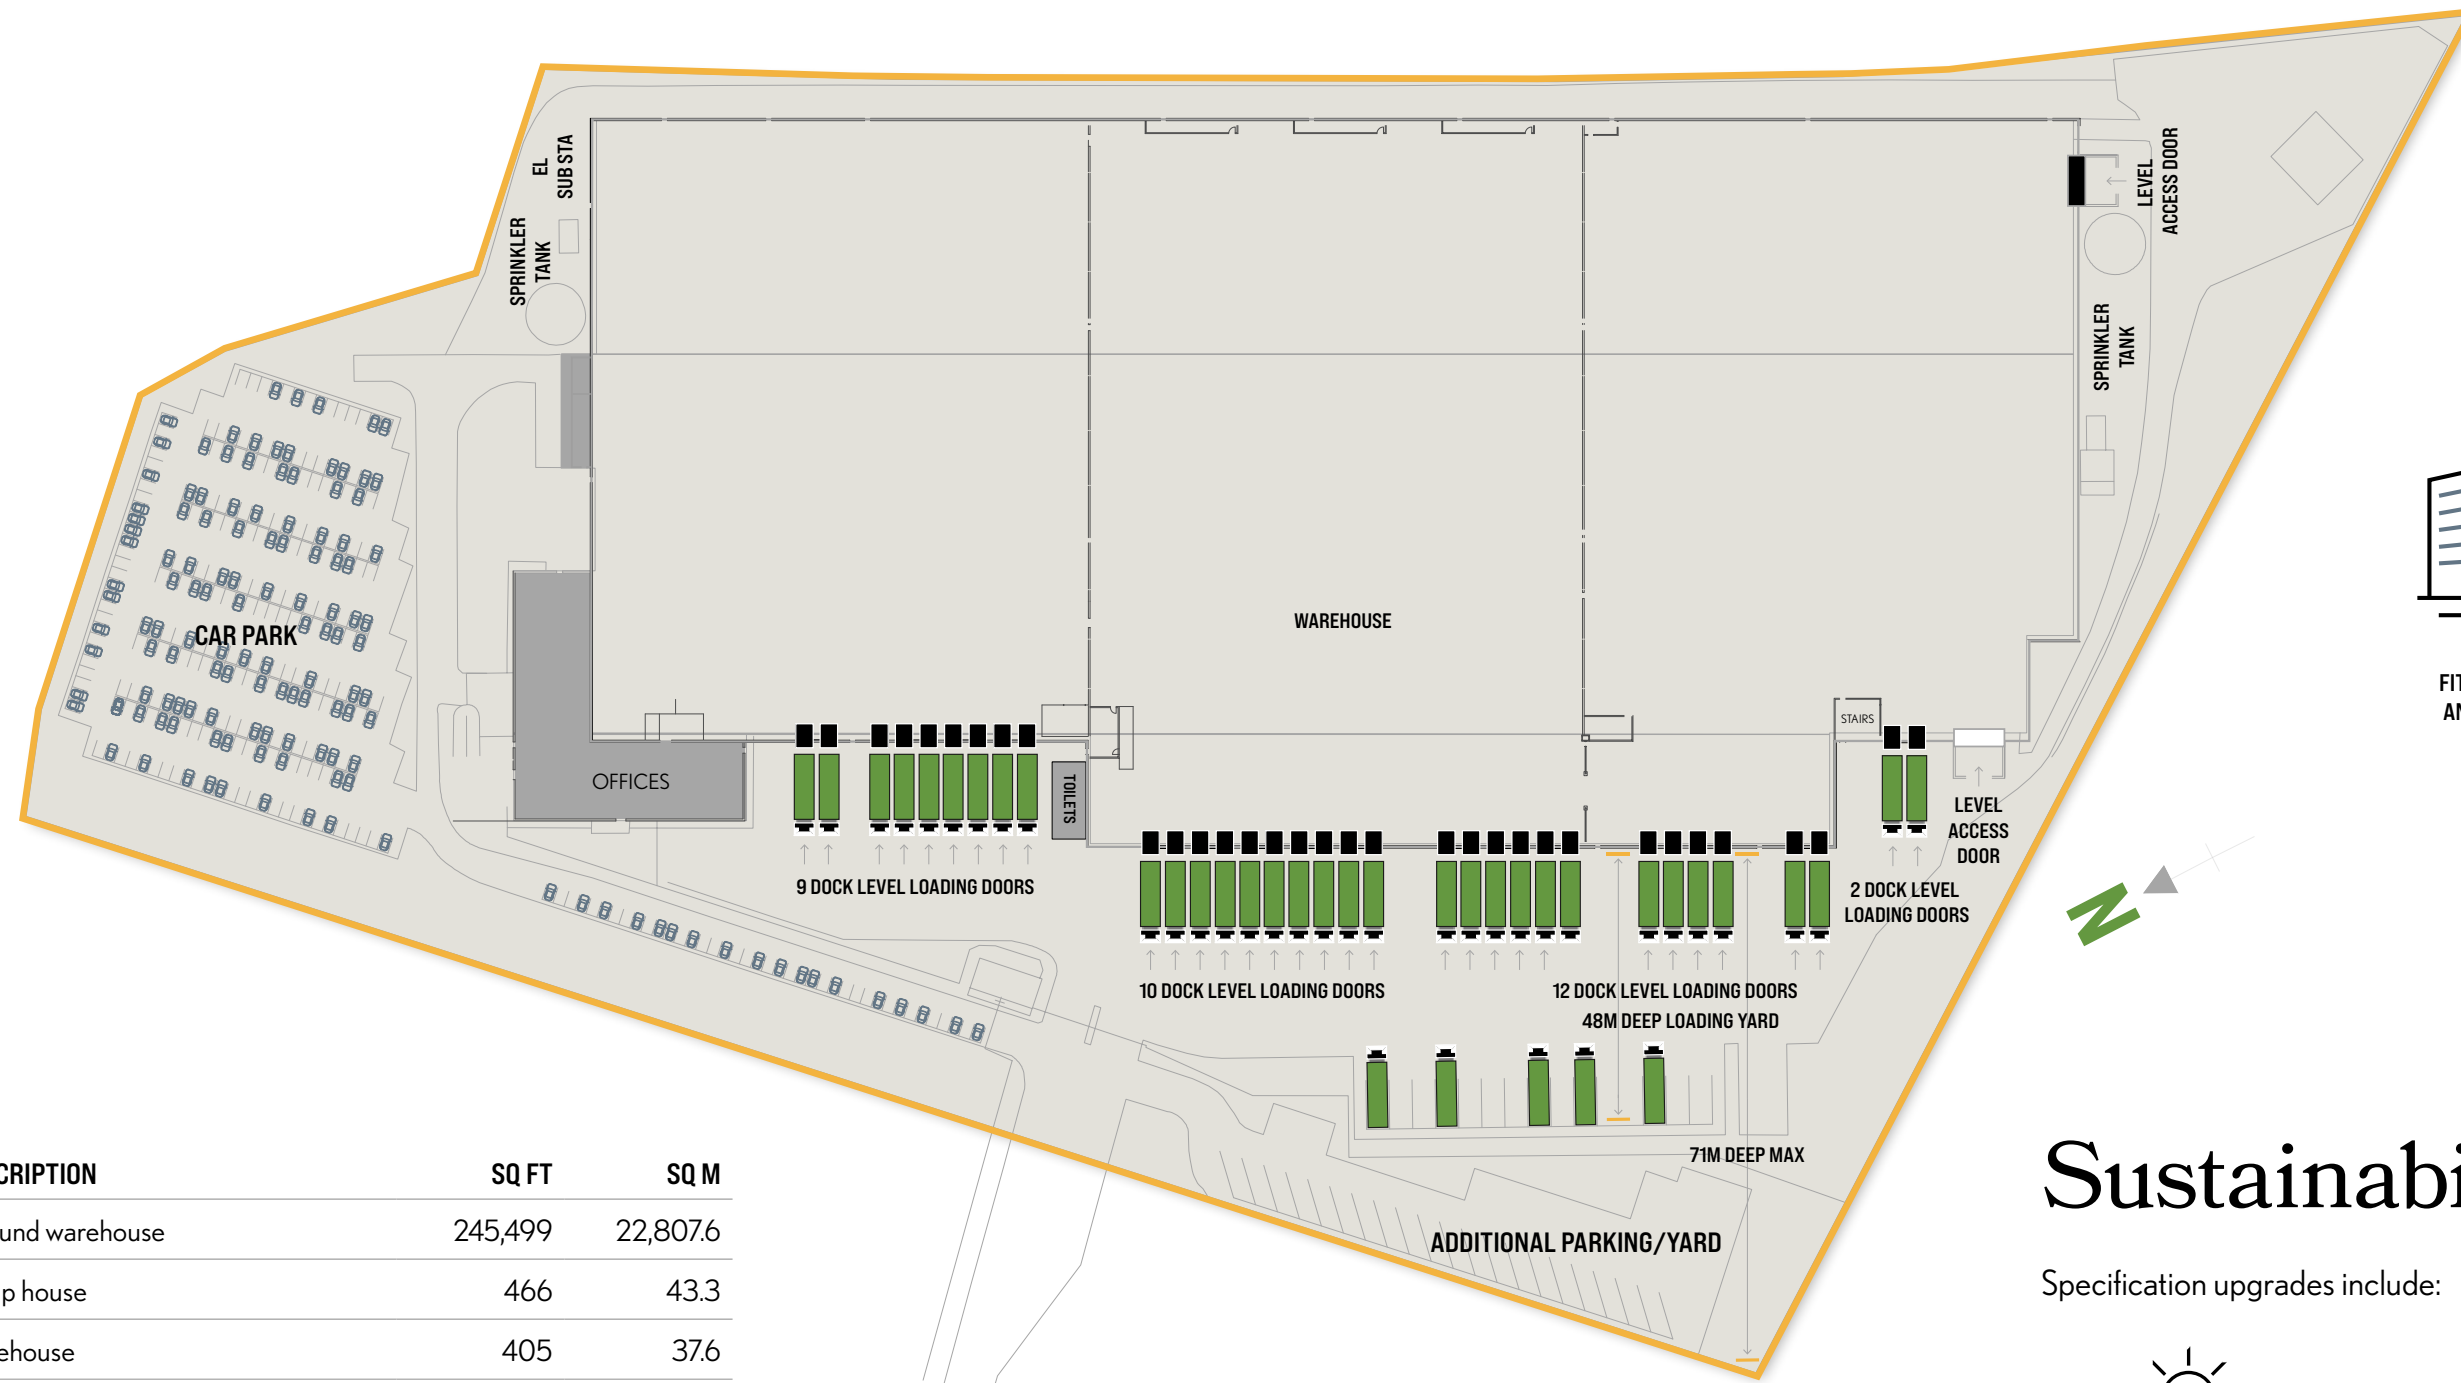 EL
SUB STA
SPRINKLER
TANK
LEVEL
ACCESS DOOR
SPRINKLER
TANK
WAREHOUSE
CAR PARK
STAIRS
OFFICES
TOILETS
LEVEL
ACCESS
DOOR
9 DOCK LEVEL LOADING DOORS
2 DOCK LEVEL
LOADING DOORS
10 DOCK LEVEL LOADING DOORS
12 DOCK LEVEL LOADING DOORS
48M DEEP LOADING YARD
71M DEEP MAX
ADDITIONAL PARKING/YARD
N
FIT
AN
CRIPTION SQ FT SQ M
und warehouse 245,499 22,807.6
p house 466 43.3
ehouse 405 37.6
Sustainabi
Specification upgrades include: